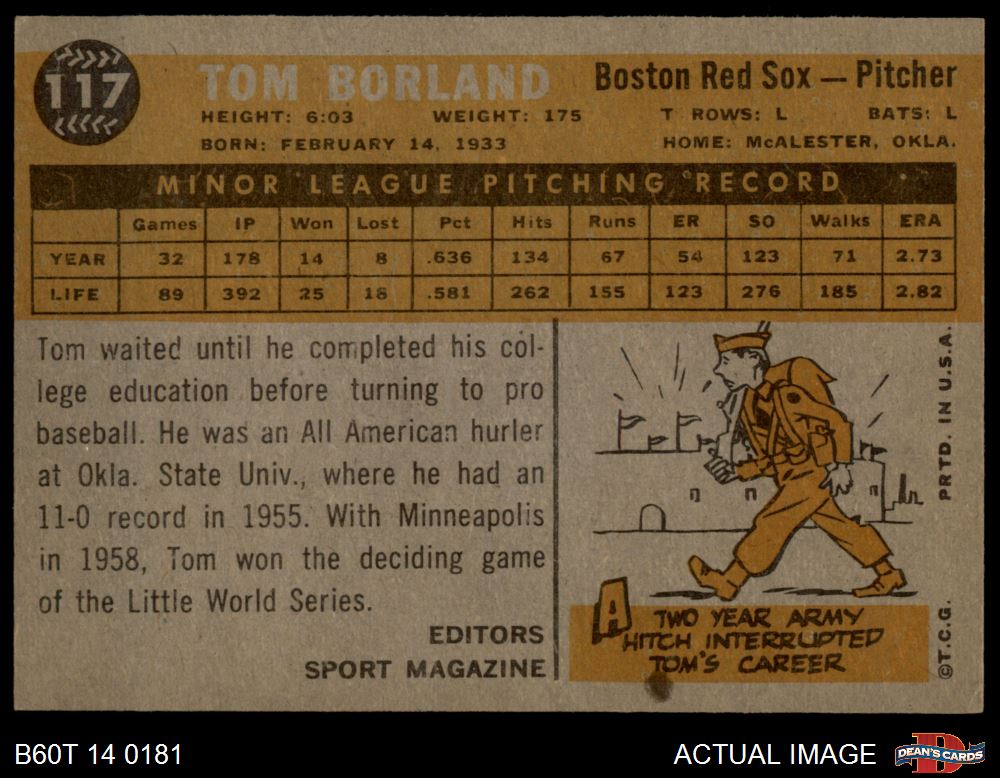 117
TOM BORLAND
Boston Red Sox — Pitcher
HEIGHT: 6:03 WEIGHT: 175 T ROWS: L BATS: L
BORN: FEBRUARY 14, 1933 HOME: McALESTER, OKLA.
MINOR LEAGUE PITCHING RECORD
Games IP Won Lost Pct Hits Runs ER SO Walks ERA
YEAR 32 178 14 8 .636 134 67 54 123 71 2.73
LIFE 89 392 25 18 .581 262 155 123 276 185 2.82
Tom waited until he completed his col-
lege education before turning to pro
baseball. He was an All American hurler
at Okla. State Univ., where he had an
11-0 record in 1955. With Minneapolis
in 1958, Tom won the deciding game
of the Little World Series.
EDITORS
SPORT MAGAZINE
A TWO YEAR ARMY
HITCH INTERRUPTED
TOM'S CAREER
©T.C.G. PRTD. IN U.S.A.
B60T 14 0181
ACTUAL IMAGE
D
DEAN'S CARDS